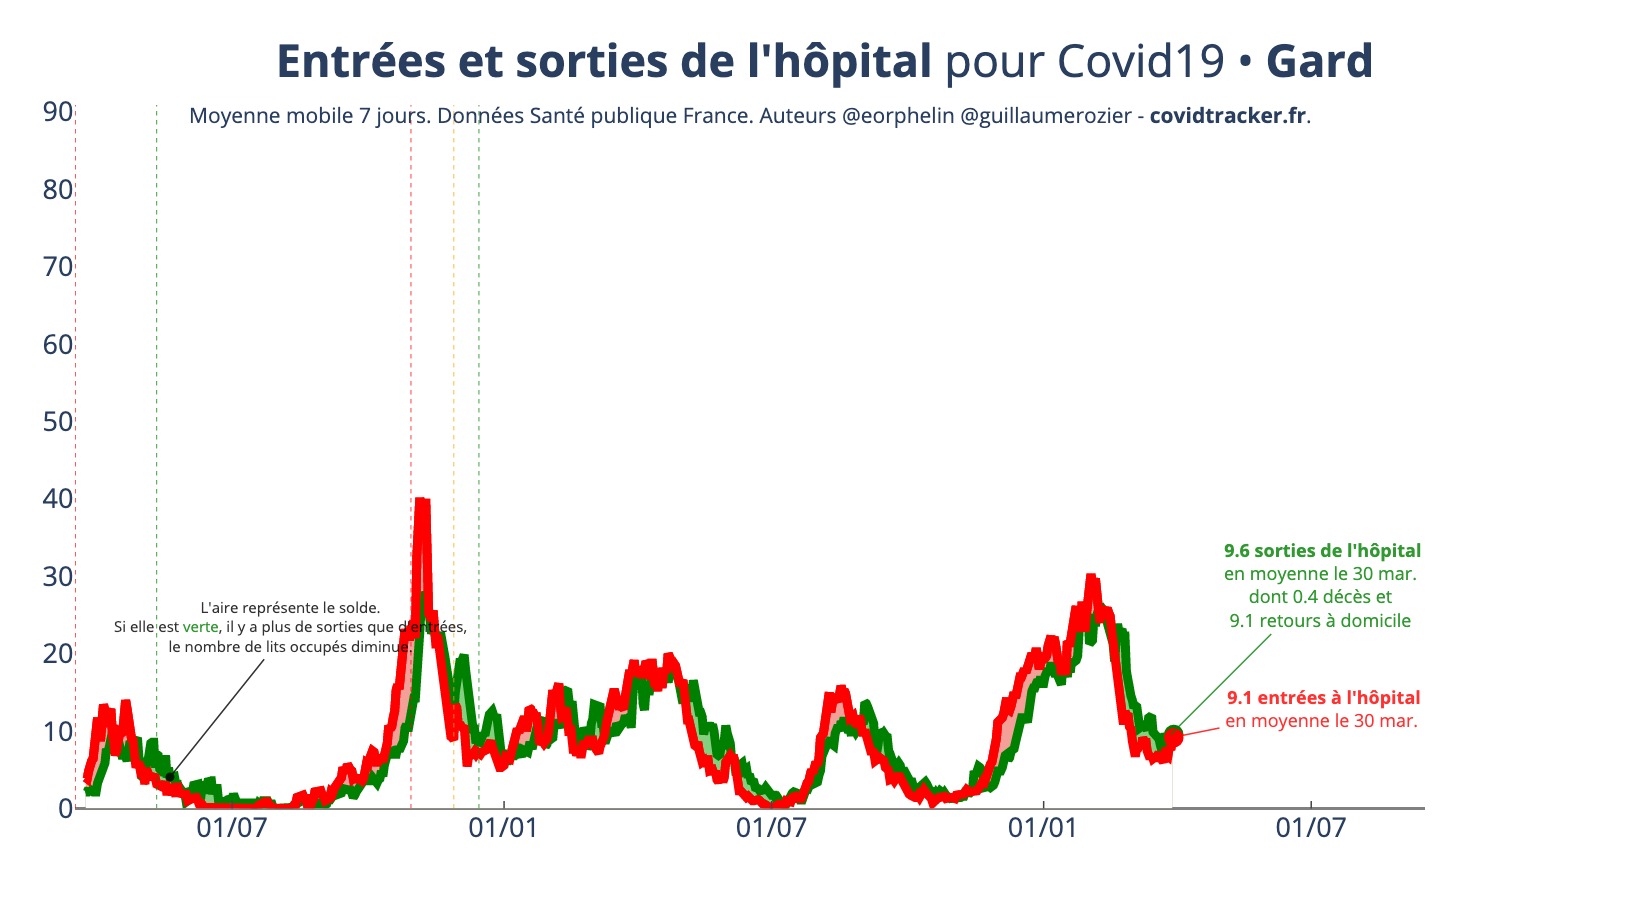 Entrées et sorties de l'hôpital pour Covid19 • Gard
Moyenne mobile 7 jours. Données Santé publique France. Auteurs @eorphelin @guillaumerozier - covidtracker.fr.
90
80
70
60
50
40
30
20
10
0
L'aire représente le solde.
Si elle est verte, il y a plus de sorties que d'entrées,
le nombre de lits occupés diminue.
9.6 sorties de l'hôpital
en moyenne le 30 mar.
dont 0.4 décès et
9.1 retours à domicile
9.1 entrées à l'hôpital
en moyenne le 30 mar.
01/07
01/01
01/07
01/01
01/07